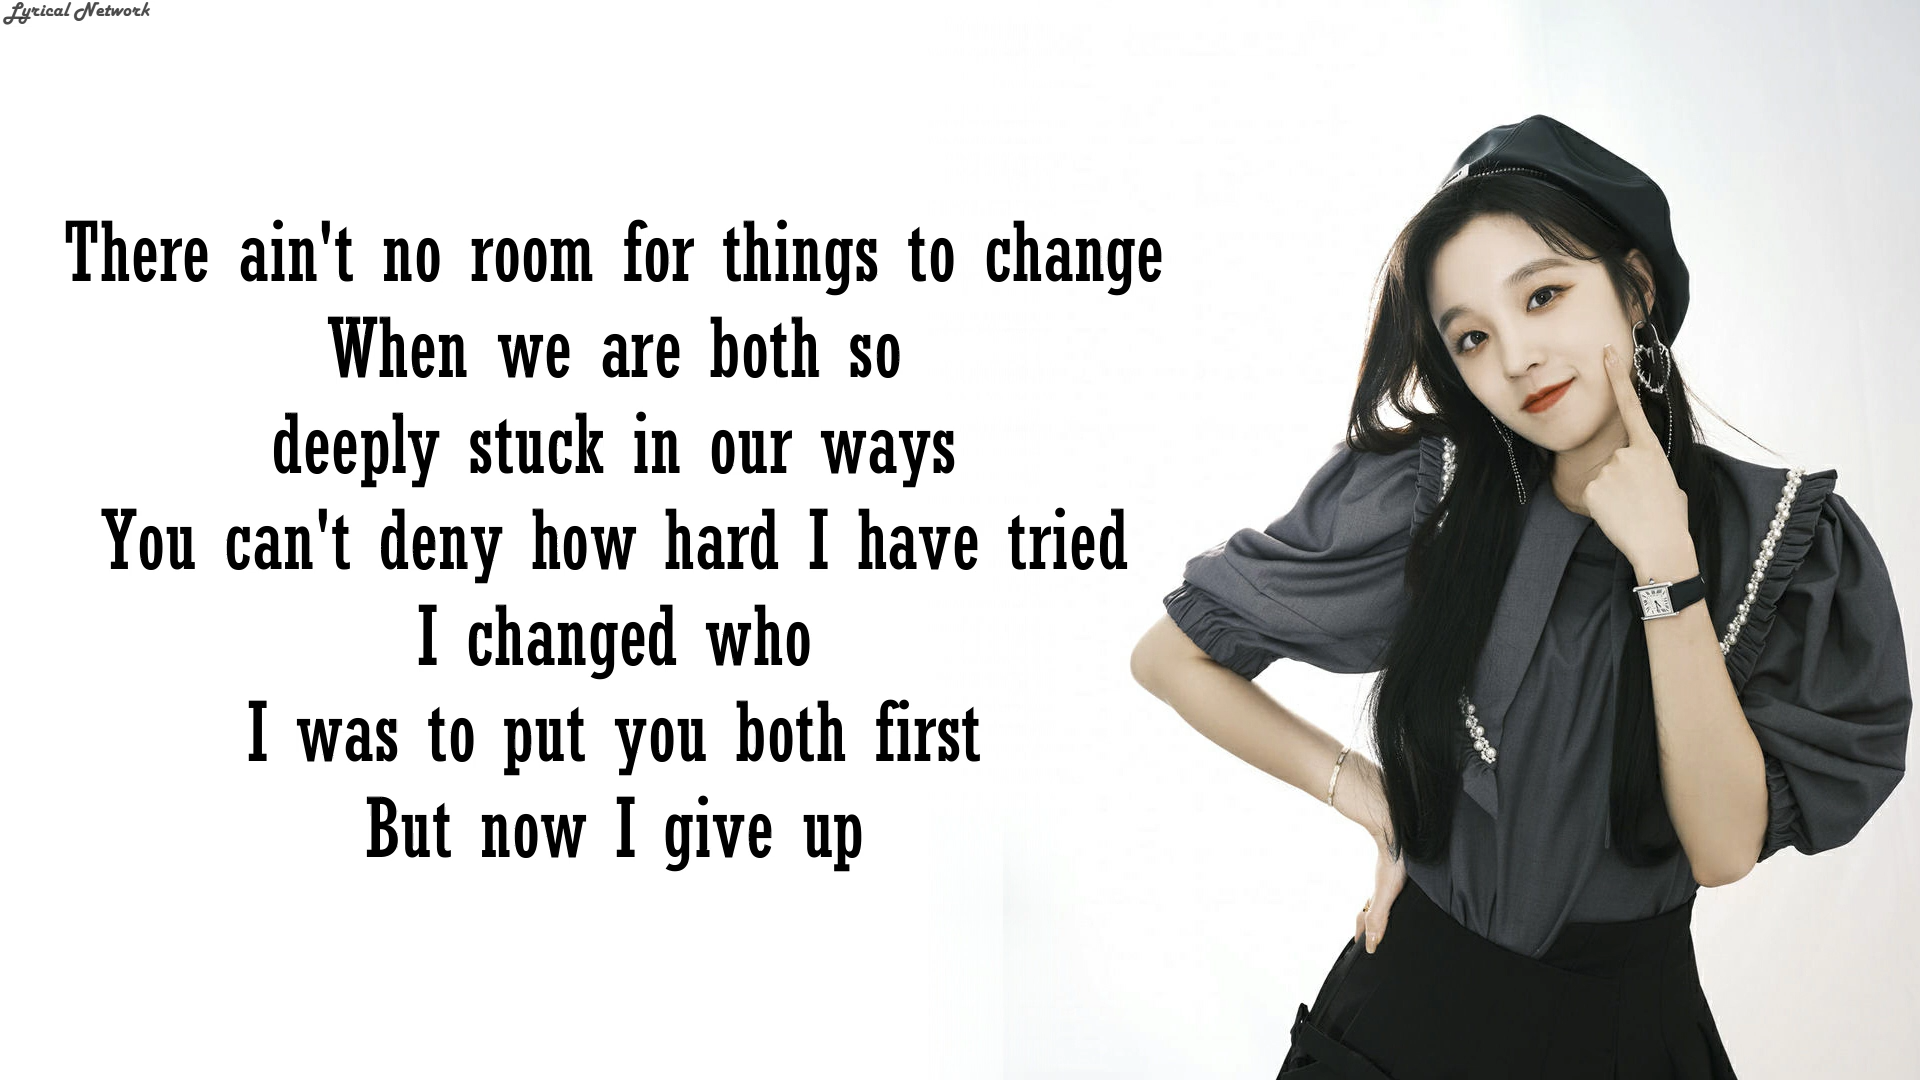 Lyrical Network
There ain't no room for things to change
When we are both so
deeply stuck in our ways
You can't deny how hard I have tried
I changed who
I was to put you both first
But now I give up